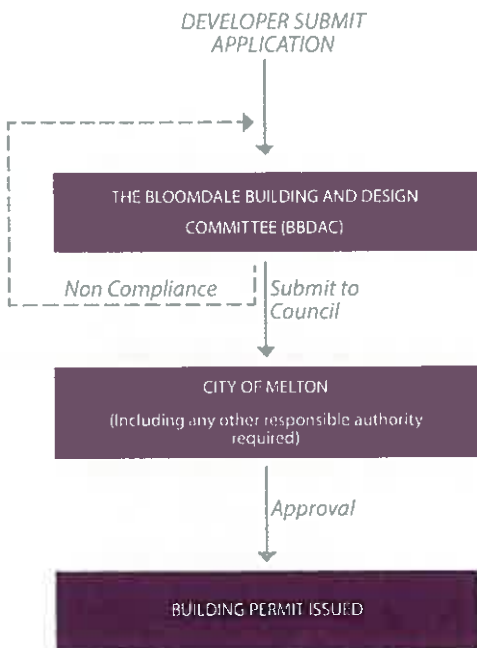 DEVELOPER SUBMIT
APPLICATION
THE BLOOMDALE BUILDING AND DESIGN
COMMITTEE (BBDAC)
Non Compliance
Submit to
Council
CITY OF MELTON
(Including any other responsible authority
required)
Approval
BUILDING PERMIT ISSUED